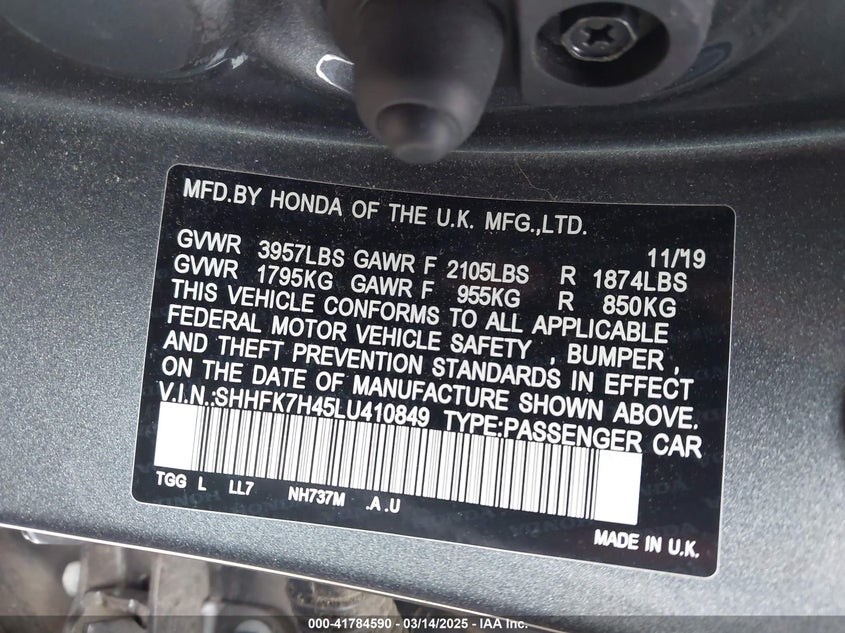 MFD.BY HONDA OF THE U.K. MFG.,LTD.
11/19
GVWR 3957LBS GAWR F 2105LBS R 1874LBS
GVWR 1795KG GAWR F 955KG R 850KG
THIS VEHICLE CONFORMS TO ALL APPLICABLE
FEDERAL MOTOR VEHICLE SAFETY , BUMPER ,
AND THEFT PREVENTION STANDARDS IN EFFECT
ON THE DATE OF MANUFACTURE SHOWN ABOVE.
V.I.N.:SHHFK7H45LU410849 TYPE:PASSENGER CAR
TGG L LL7 NH737M .A.U
MADE IN U.K.
000-41784590 — 03/14/2025 - IAA Inc.